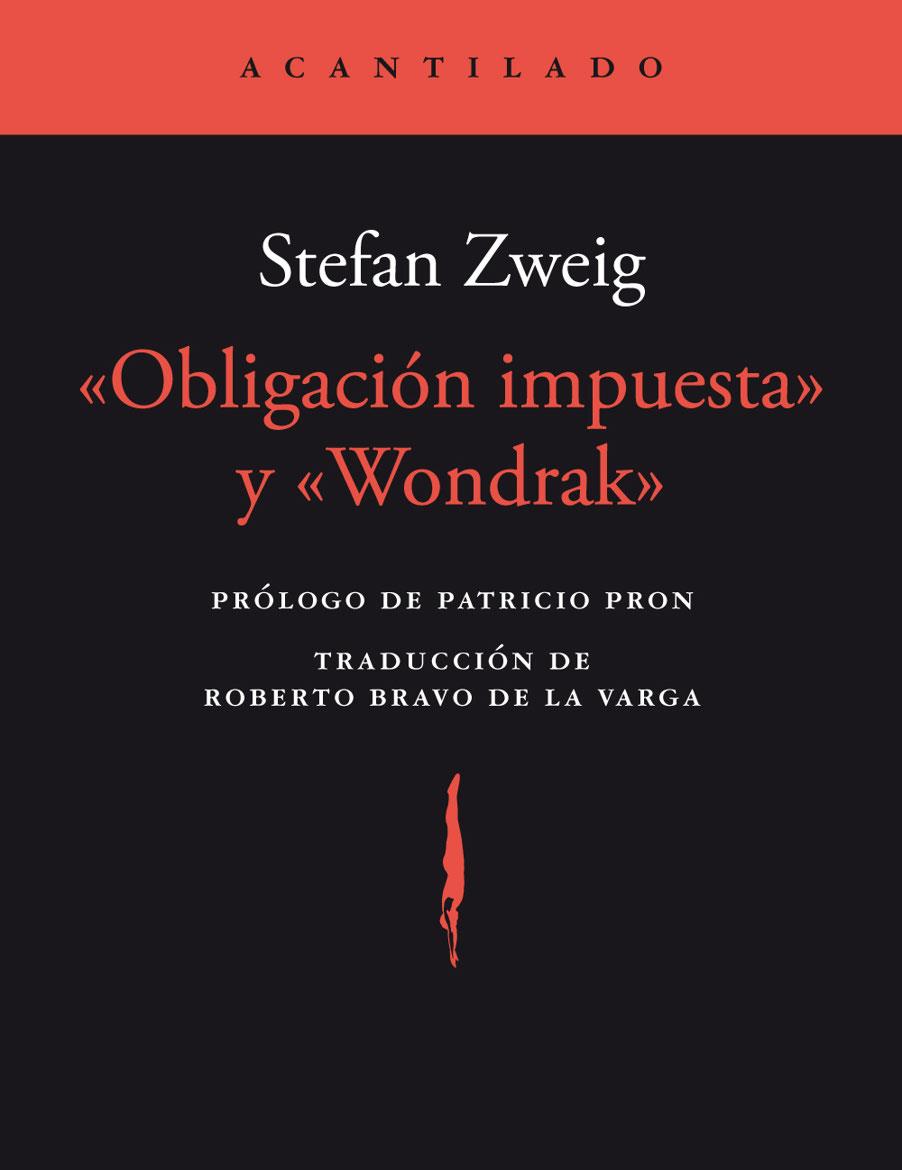 ACANTILADO
Stefan Zweig
«Obligación impuesta»
y «Wondrak»
PRÓLOGO DE PATRICIO PRON
TRADUCCIÓN DE
ROBERTO BRAVO DE LA VARGA